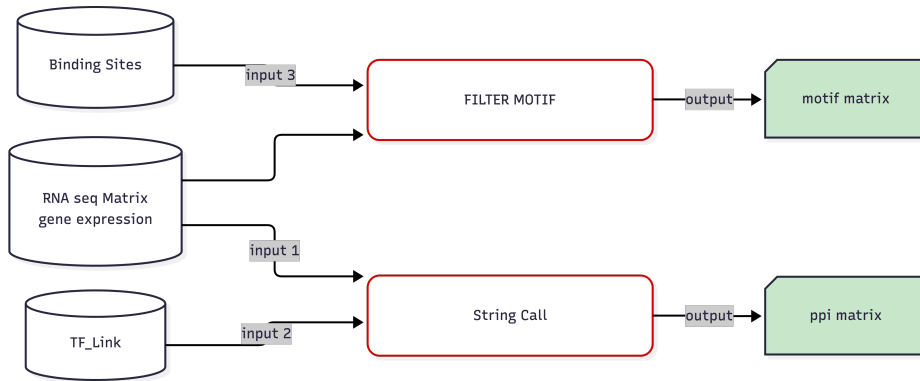 Binding Sites
input 3
FILTER MOTIF
output
motif matrix
RNA seq Matrix
gene expression
input 1
String Call
output
ppi matrix
TF_Link
input 2